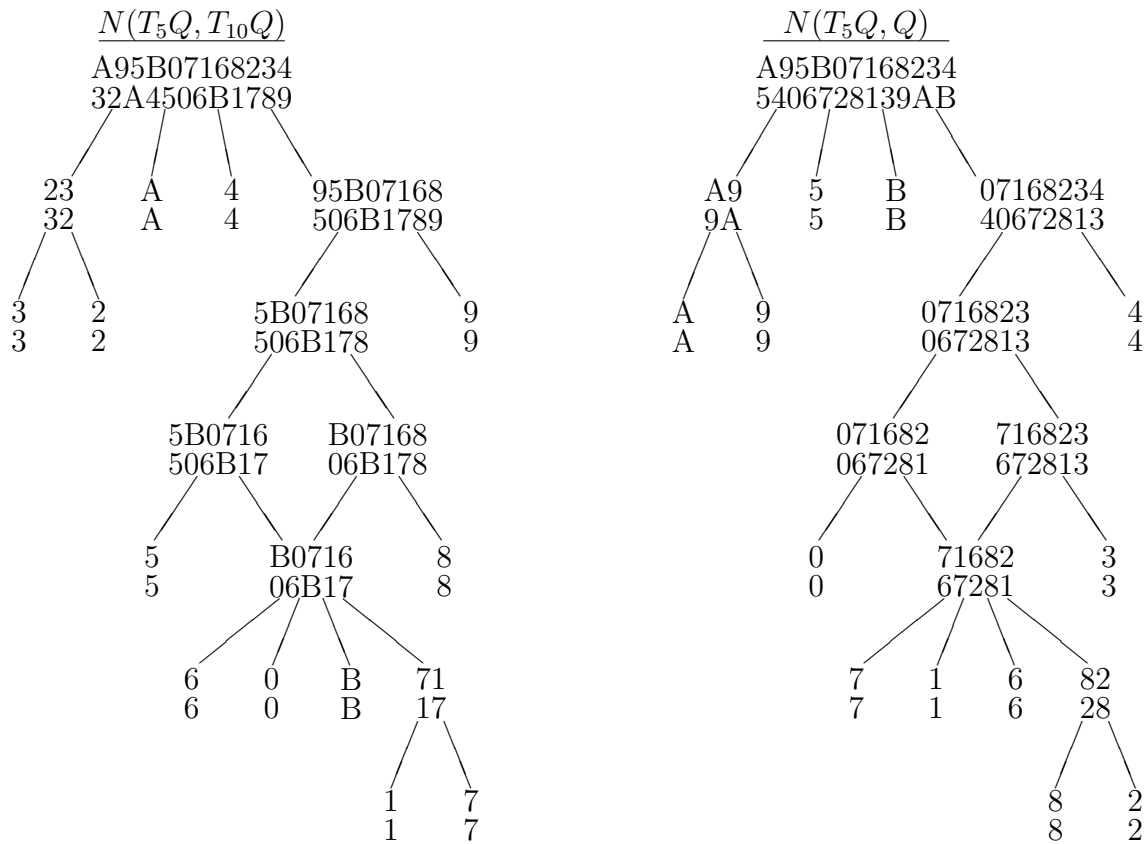 N(T₅Q, T₁₀Q) N(T₅Q, Q)
A95B07168234 A95B07168234
32A4506B1789 5406728139AB
23 A 4 95B07168 A9 5 B 07168234
32 A 4 506B1789 9A 5 B 40672813
3 2 5B07168 9 A 9 0716823 4
3 2 506B178 9 A 9 0672813 4
5B0716 B07168 071682 716823
506B17 06B178 067281 672813
5 B0716 8 0 71682 3
5 06B17 8 0 67281 3
6 0 B 71 7 1 6 82
6 0 B 17 7 1 6 28
1 7 8 2
1 7 8 2